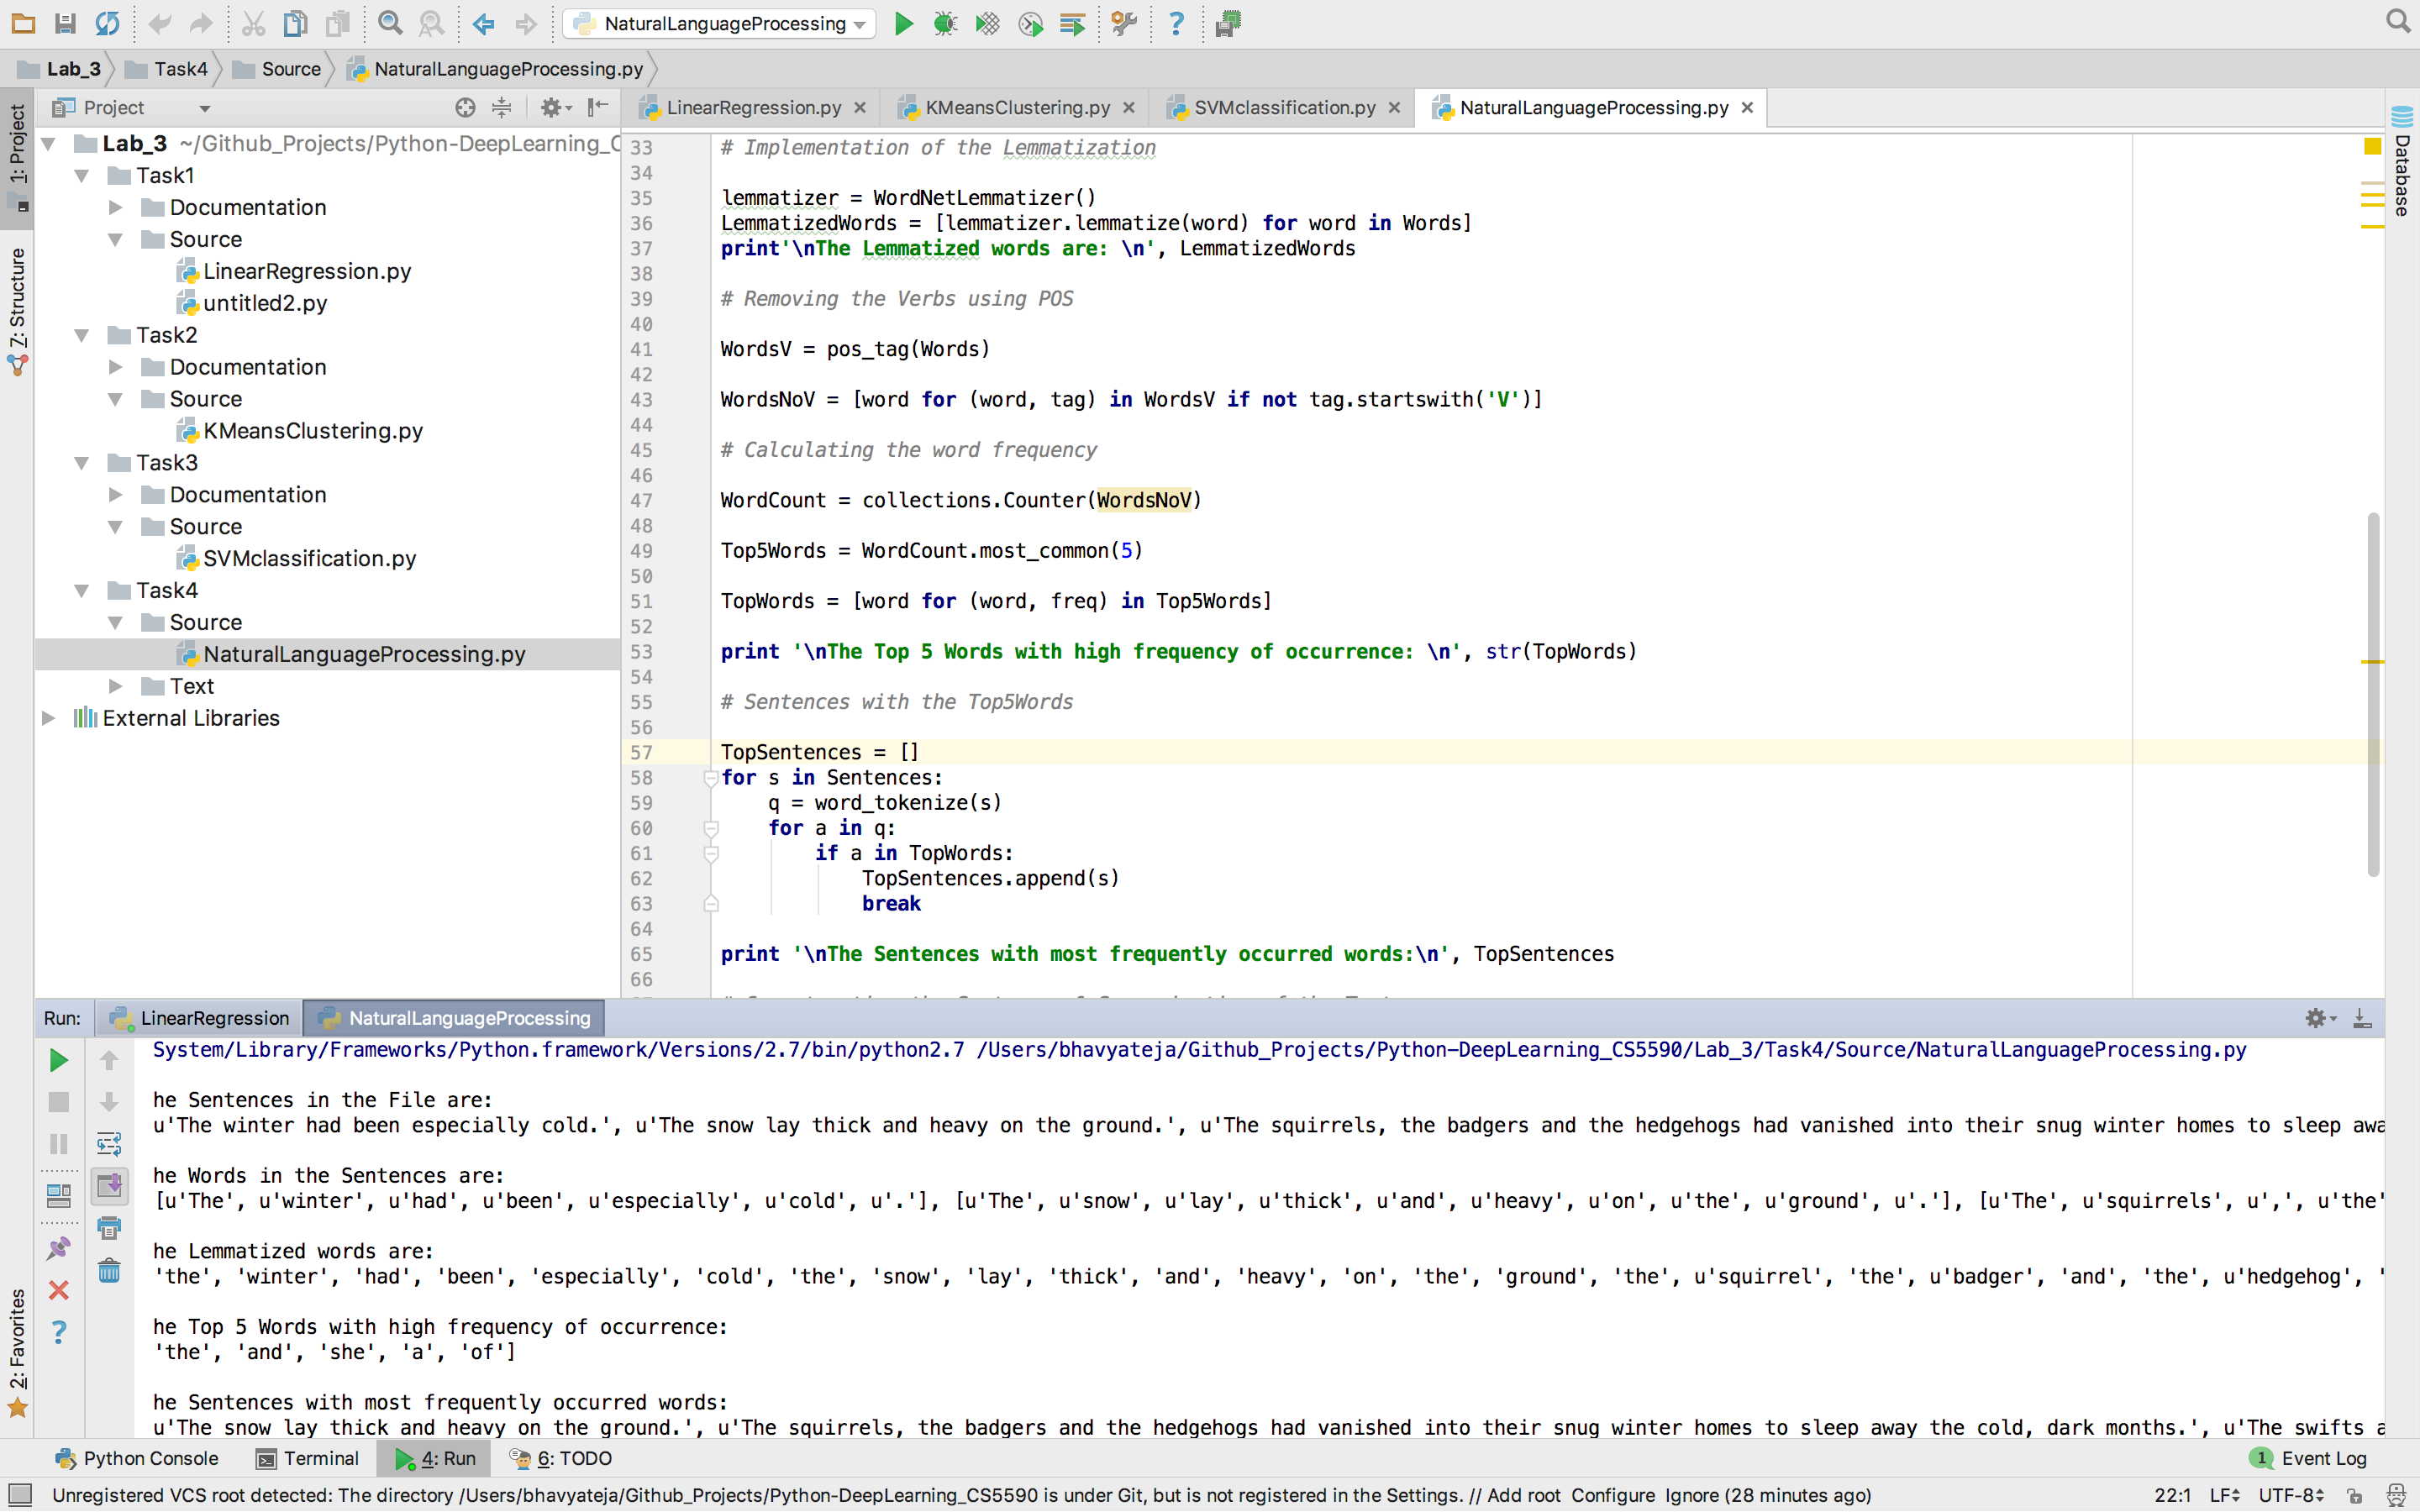 NaturalLanguageProcessing
Lab_3 Task4 Source NaturalLanguageProcessing.py
1: Project
7: Structure
2: Favorites
Database
Project
LinearRegression.py KMeansClustering.py SVMclassification.py NaturalLanguageProcessing.py
Lab_3 ~/Github_Projects/Python-DeepLearning_C
Task1
Documentation
Source
LinearRegression.py
untitled2.py
Task2
Documentation
Source
KMeansClustering.py
Task3
Documentation
Source
SVMclassification.py
Task4
Source
NaturalLanguageProcessing.py
Text
External Libraries
33 # Implementation of the Lemmatization
34
35 lemmatizer = WordNetLemmatizer()
36 LemmatizedWords = [lemmatizer.lemmatize(word) for word in Words]
37 print'\nThe Lemmatized words are: \n', LemmatizedWords
38
39 # Removing the Verbs using POS
40
41 WordsV = pos_tag(Words)
42
43 WordsNoV = [word for (word, tag) in WordsV if not tag.startswith('V')]
44
45 # Calculating the word frequency
46
47 WordCount = collections.Counter(WordsNoV)
48
49 Top5Words = WordCount.most_common(5)
50
51 TopWords = [word for (word, freq) in Top5Words]
52
53 print '\nThe Top 5 Words with high frequency of occurrence: \n', str(TopWords)
54
55 # Sentences with the Top5Words
56
57 TopSentences = []
58 for s in Sentences:
59 q = word_tokenize(s)
60 for a in q:
61 if a in TopWords:
62 TopSentences.append(s)
63 break
64
65 print '\nThe Sentences with most frequently occurred words:\n', TopSentences
66
Run: LinearRegression NaturalLanguageProcessing
System/Library/Frameworks/Python.framework/Versions/2.7/bin/python2.7 /Users/bhavyateja/Github_Projects/Python-DeepLearning_CS5590/Lab_3/Task4/Source/NaturalLanguageProcessing.py
he Sentences in the File are:
u'The winter had been especially cold.', u'The snow lay thick and heavy on the ground.', u'The squirrels, the badgers and the hedgehogs had vanished into their snug winter homes to sleep awa
he Words in the Sentences are:
[u'The', u'winter', u'had', u'been', u'especially', u'cold', u'.'], [u'The', u'snow', u'lay', u'thick', u'and', u'heavy', u'on', u'the', u'ground', u'.'], [u'The', u'squirrels', u',', u'the'
he Lemmatized words are:
'the', 'winter', 'had', 'been', 'especially', 'cold', 'the', 'snow', 'lay', 'thick', 'and', 'heavy', 'on', 'the', 'ground', 'the', u'squirrel', 'the', u'badger', 'and', 'the', u'hedgehog', '
he Top 5 Words with high frequency of occurrence:
'the', 'and', 'she', 'a', 'of']
he Sentences with most frequently occurred words:
u'The snow lay thick and heavy on the ground.', u'The squirrels, the badgers and the hedgehogs had vanished into their snug winter homes to sleep away the cold, dark months.', u'The swifts a
Python Console Terminal 4: Run 6: TODO 1 Event Log
Unregistered VCS root detected: The directory /Users/bhavyateja/Github_Projects/Python-DeepLearning_CS5590 is under Git, but is not registered in the Settings. // Add root Configure Ignore (28 minutes ago) 22:1 LF UTF-8